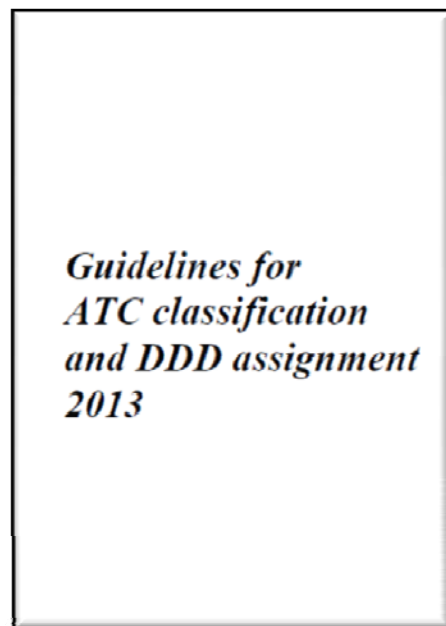 Guidelines for
ATC classification
and DDD assignment
2013